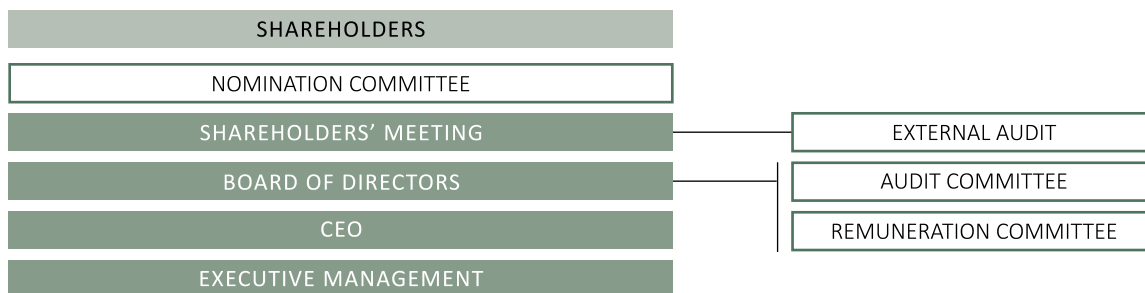 SHAREHOLDERS
NOMINATION COMMITTEE
SHAREHOLDERS’ MEETING
EXTERNAL AUDIT
BOARD OF DIRECTORS
AUDIT COMMITTEE
CEO
REMUNERATION COMMITTEE
EXECUTIVE MANAGEMENT